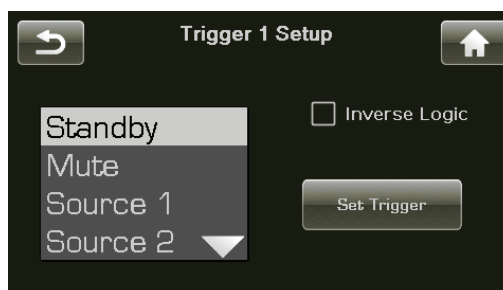 Trigger 1 Setup
Standby
Mute
Source 1
Source 2
Inverse Logic
Set Trigger